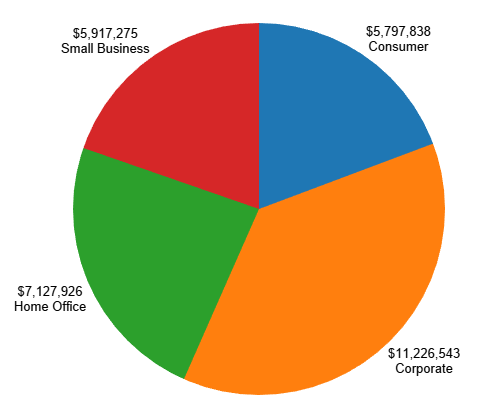 $5,917,275
Small Business
$5,797,838
Consumer
$7,127,926
Home Office
$11,226,543
Corporate